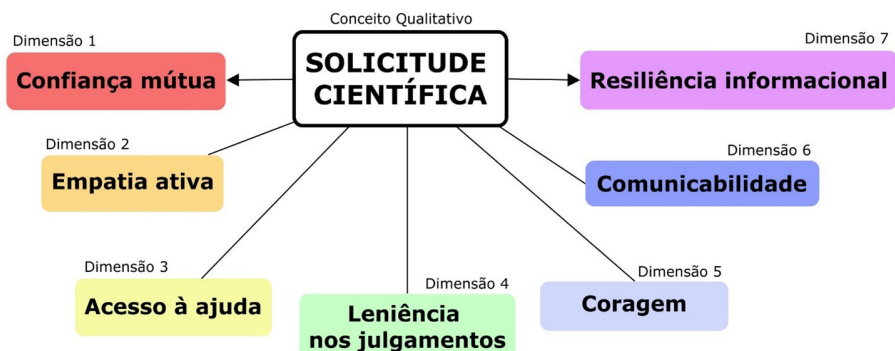 Conceito Qualitativo
SOLICITUDE
CIENTÍFICA
Dimensão 1
Confiança mútua
Dimensão 2
Empatia ativa
Dimensão 3
Acesso à ajuda
Dimensão 4
Leniência
nos julgamentos
Dimensão 5
Coragem
Dimensão 6
Comunicabilidade
Dimensão 7
Resiliência informacional